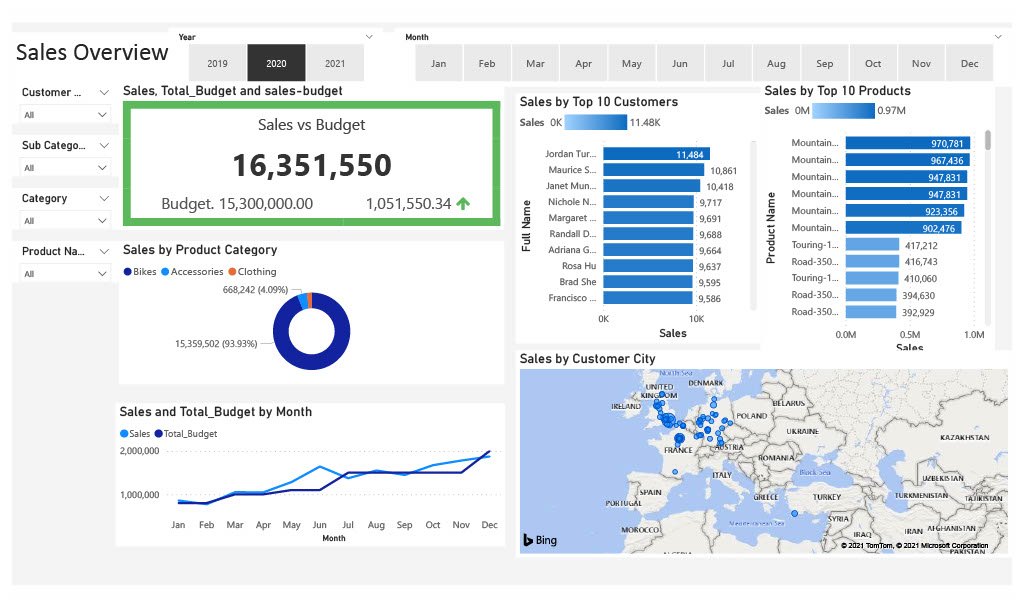 Sales Overview
Year
2019 2020 2021
Month
Jan Feb Mar Apr May Jun Jul Aug Sep Oct Nov Dec
Customer ...
All
Sub Catego...
All
Category
All
Product Na...
All
Sales, Total_Budget and sales-budget
Sales vs Budget
16,351,550
Budget. 15,300,000.00 1,051,550.34
Sales by Product Category
Bikes Accessories Clothing
668,242 (4.09%)
15,359,502 (93.93%)
Sales and Total_Budget by Month
Sales Total_Budget
2,000,000
1,000,000
Jan Feb Mar Apr May Jun Jul Aug Sep Oct Nov Dec
Month
Sales by Top 10 Customers
Sales 0K 11.48K
Full Name
Jordan Tur... 11,484
Maurice S... 10,861
Janet Mun... 10,418
Nichole N... 9,717
Margaret ... 9,691
Randall D... 9,688
Adriana G... 9,664
Rosa Hu 9,637
Brad She 9,595
Francisco ... 9,586
0K 10K
Sales
Sales by Top 10 Products
Sales 0M 0.97M
Product Name
Mountain... 970,781
Mountain... 967,436
Mountain... 947,831
Mountain... 947,831
Mountain... 923,356
Mountain... 902,476
Touring-1... 417,212
Road-350... 416,743
Touring-1... 410,060
Road-350... 394,630
Road-350... 392,929
0.0M 0.5M 1.0M
Sales
Sales by Customer City
North Sea
UNITED
KINGDOM
DENMARK
IRELAND
BELARUS
POLAND
UKRAINE
KAZAKHSTAN
FRANCE
AUSTRIA
ROMANIA
ITALY
Black Sea
UZBEKISTAN
SPAIN
PORTUGAL
GREECE
TURKEY
TURKMENISTAN
TAJIKISTAN
Mediterranean Sea
SYRIA
MOROCCO
IRAQ
IRAN
AFGHANISTAN
Bing
© 2021 TomTom, © 2021 Microsoft Corporation
PAKISTAN
ALGERIA